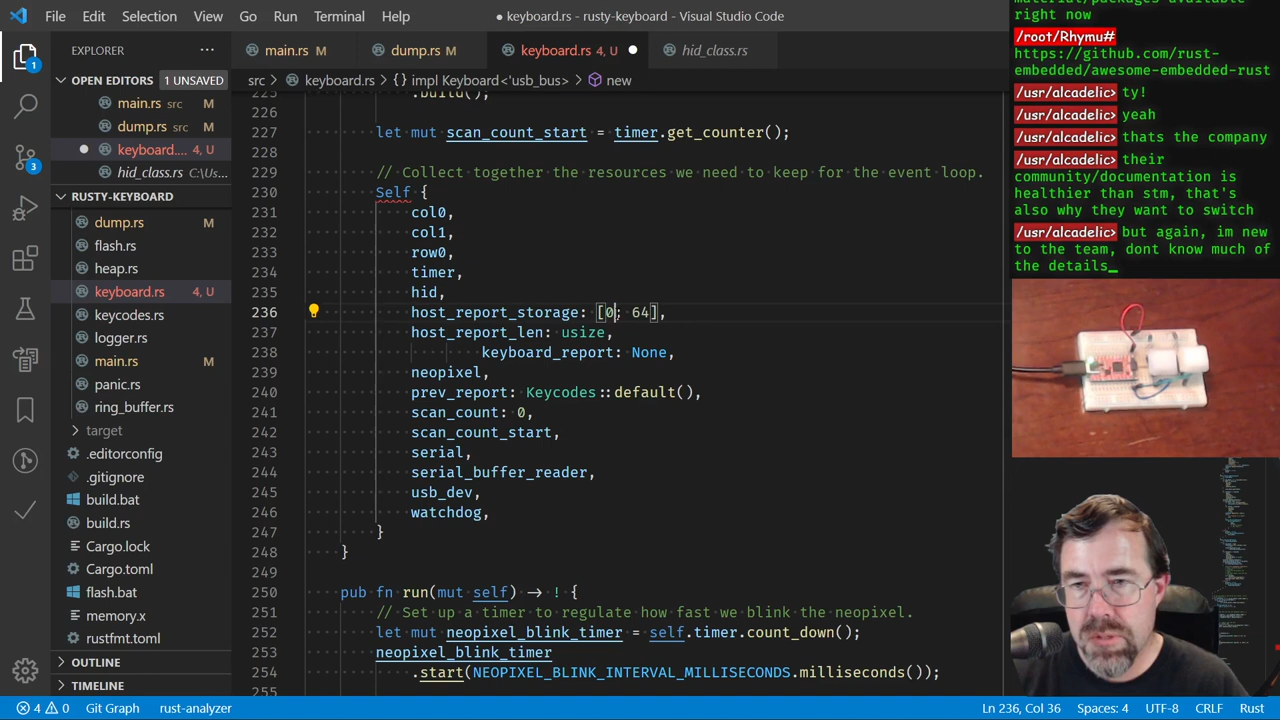 File Edit Selection View Go Run Terminal Help
● keyboard.rs - rusty-keyboard - Visual Studio Code
EXPLORER ···
OPEN EDITORS 1 UNSAVED
main.rs src
dump.rs src
keyboard.... 4, U
hid_class.rs C:\Us...
RUSTY-KEYBOARD
dump.rs M
flash.rs
heap.rs
keyboard.rs 4, U
keycodes.rs
logger.rs
main.rs M
panic.rs
ring_buffer.rs
target
.editorconfig
.gitignore
build.bat
build.rs
Cargo.lock
Cargo.toml
flash.bat
memory.x
rustfmt.toml
OUTLINE
TIMELINE
1
3
main.rs M dump.rs M keyboard.rs 4, U ● hid_class.rs
src > keyboard.rs > {} impl Keyboard<'usb_bus> > new
225 .build();
226
227 let mut scan_count_start = timer.get_counter();
228
229 // Collect together the resources we need to keep for the event loop.
230 Self {
231 col0,
232 col1,
233 row0,
234 timer,
235 hid,
236 host_report_storage: [0; 64],
237 host_report_len: usize,
238 keyboard_report: None,
239 neopixel,
240 prev_report: Keycodes::default(),
241 scan_count: 0,
242 scan_count_start,
243 serial,
244 serial_buffer_reader,
245 usb_dev,
246 watchdog,
247 }
248 }
249
250 pub fn run(mut self) -> ! {
251 // Set up a timer to regulate how fast we blink the neopixel.
252 let mut neopixel_blink_timer = self.timer.count_down();
253 neopixel_blink_timer
254 .start(NEOPIXEL_BLINK_INTERVAL_MILLISECONDS.milliseconds());
255
material/packages available
right now
/root/Rhymu#
https://github.com/rust-
embedded/awesome-embedded-rust
/usr/alcadelic> ty!
/usr/alcadelic> yeah
/usr/alcadelic> thats the company
/usr/alcadelic> their
community/documentation is
healthier than stm, that's
also why they want to switch
/usr/alcadelic> but again, im new
to the team, dont know much of
the details_
4 0 Git Graph rust-analyzer
Ln 236, Col 36 Spaces: 4 UTF-8 CRLF Rust